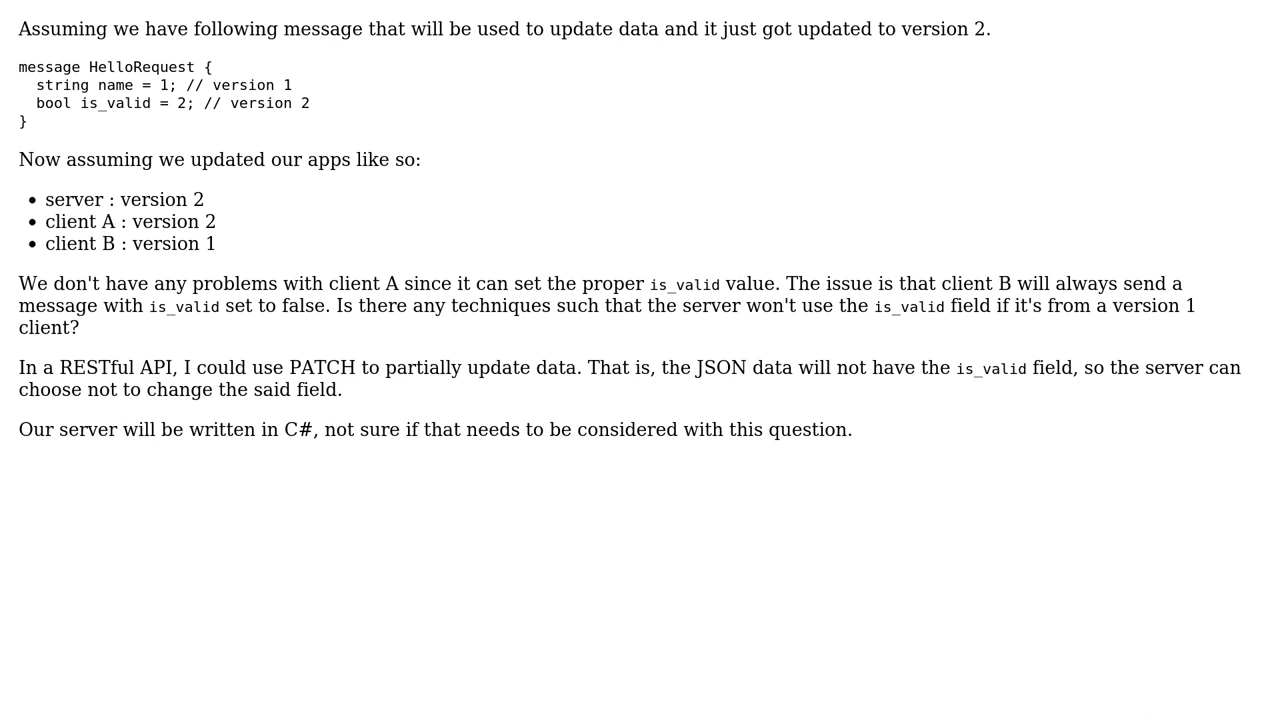 Assuming we have following message that will be used to update data and it just got updated to version 2.
message HelloRequest {
  string name = 1; // version 1
  bool is_valid = 2; // version 2
}
Now assuming we updated our apps like so:
• server : version 2
• client A : version 2
• client B : version 1
We don't have any problems with client A since it can set the proper is_valid value. The issue is that client B will always send a
message with is_valid set to false. Is there any techniques such that the server won't use the is_valid field if it's from a version 1
client?
In a RESTful API, I could use PATCH to partially update data. That is, the JSON data will not have the is_valid field, so the server can
choose not to change the said field.
Our server will be written in C#, not sure if that needs to be considered with this question.